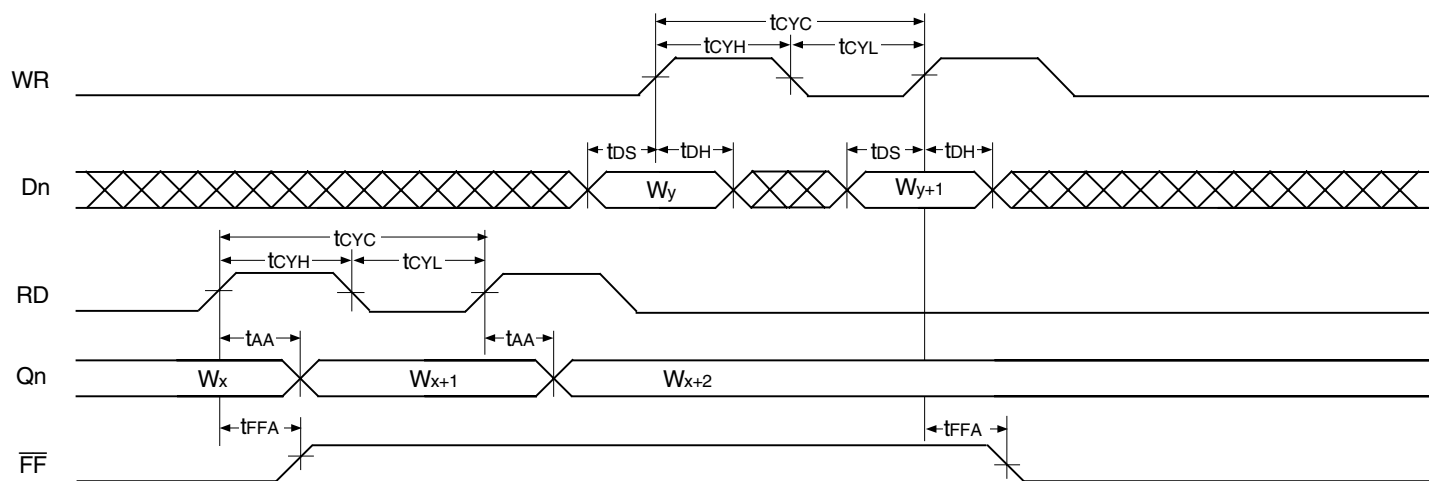 tCYC
tCYH tCYL
WR
tDS tDH tDS tDH
Dn Wy Wy+1
tCYC
tCYH tCYL
RD
tAA tAA
Qn Wx Wx+1 Wx+2
tFFA tFFA
F̅F̅